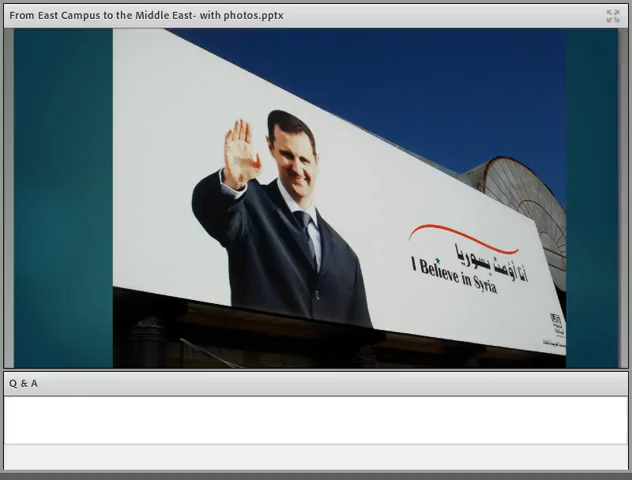 From East Campus to the Middle East- with photos.pptx
أنا أؤمن بسوريا
I Believe in Syria
Q & A